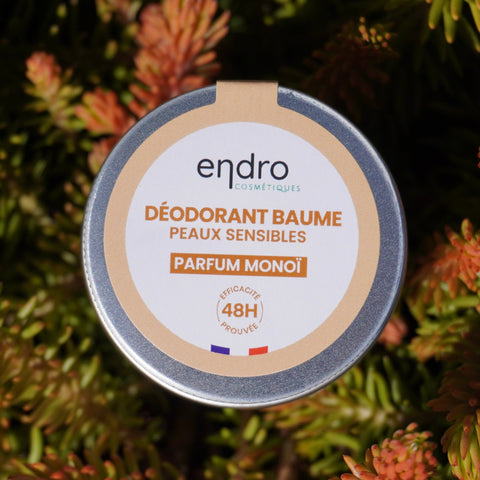 endro
COSMÉTIQUES
DÉODORANT BAUME
PEAUX SENSIBLES
PARFUM MONOÏ
EFFICACITÉ
48H
PROUVÉE